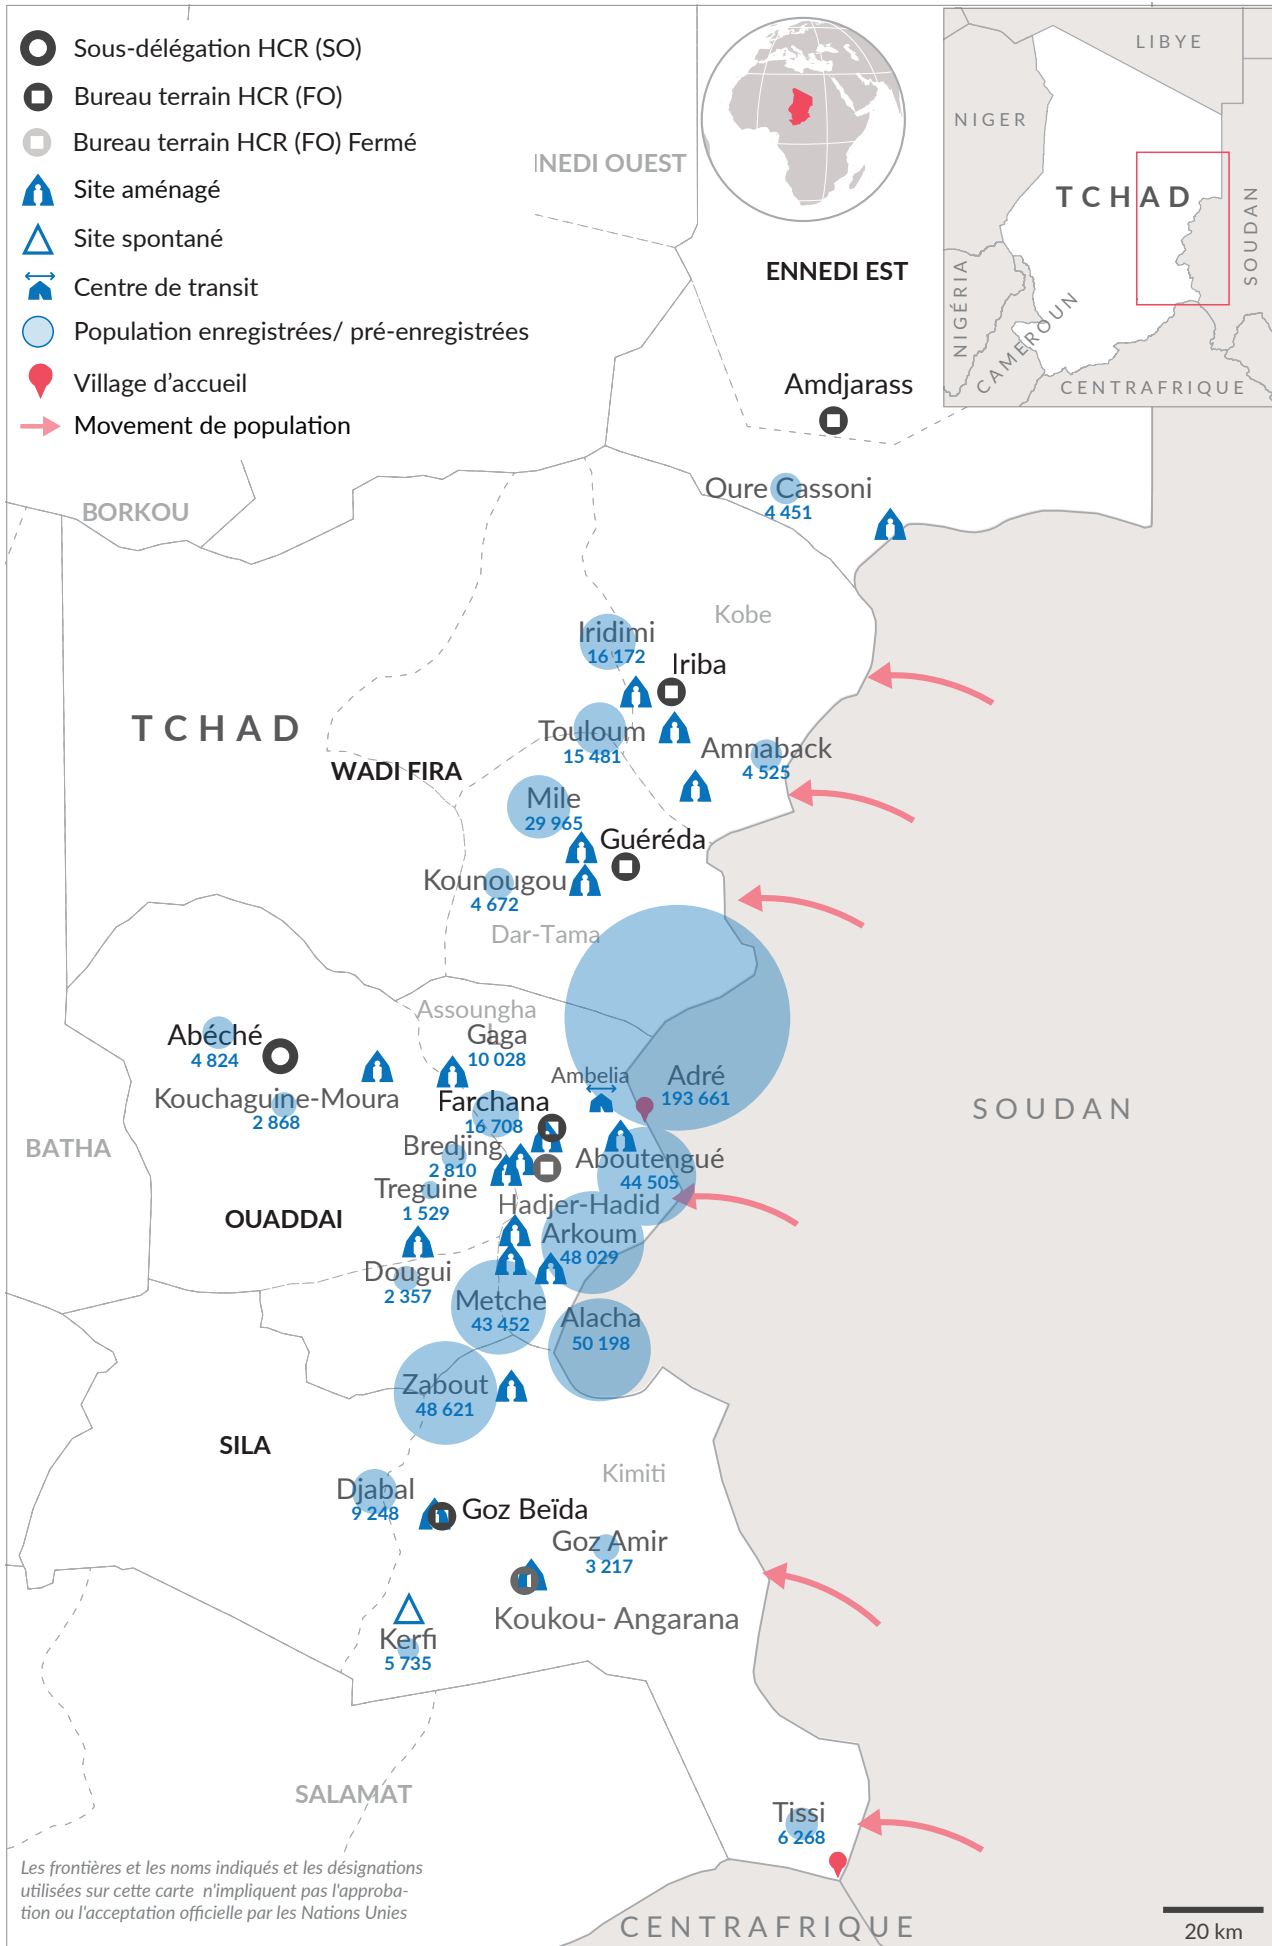 Sous-délégation HCR (SO)
Bureau terrain HCR (FO)
Bureau terrain HCR (FO) Fermé
Site aménagé
Site spontané
Centre de transit
Population enregistrées/ pré-enregistrées
Village d'accueil
Movement de population
NNEDI OUEST
LIBYE
NIGER
TCHAD
SOUDAN
NIGÉRIA
CAMEROUN
CENTRAFRIQUE
ENNEDI EST
Amdjarass
Oure Cassoni
4 451
BORKOU
Kobe
Iridimi
16 172
Iriba
TCHAD
Touloum
15 481
Amnaback
4 525
WADI FIRA
Mile
29 965
Guéréda
Kounougou
4 672
Dar-Tama
Assoungha
Gaga
10 028
Abéché
4 824
Ambelia
Adré
193 661
Kouchaguine-Moura
2 868
Farchana
16 708
SOUDAN
BATHA
Bredjing
2 810
Aboutengué
44 505
Treguine
1 529
Hadjer-Hadid
OUADDAI
Arkoum
48 029
Dougui
2 357
Metche
43 452
Alacha
50 198
Zabout
48 621
SILA
Kimiti
Djabal
9 248
Goz Beïda
Goz Amir
3 217
Koukou- Angarana
Kerfi
5 735
SALAMAT
Tissi
6 268
Les frontières et les noms indiqués et les désignations
utilisées sur cette carte n'impliquent pas l'approba-
tion ou l'acceptation officielle par les Nations Unies
CENTRAFRIQUE
20 km